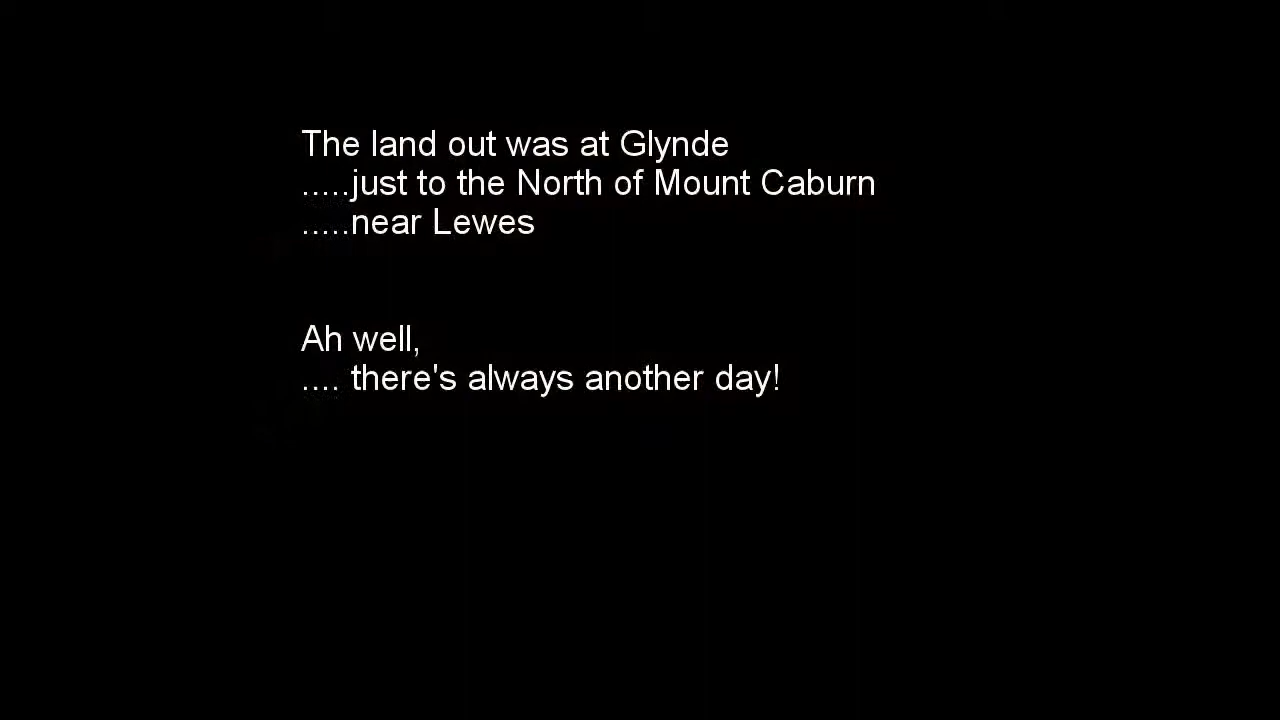 The land out was at Glynde
.....just to the North of Mount Caburn
.....near Lewes
Ah well,
.... there's always another day!